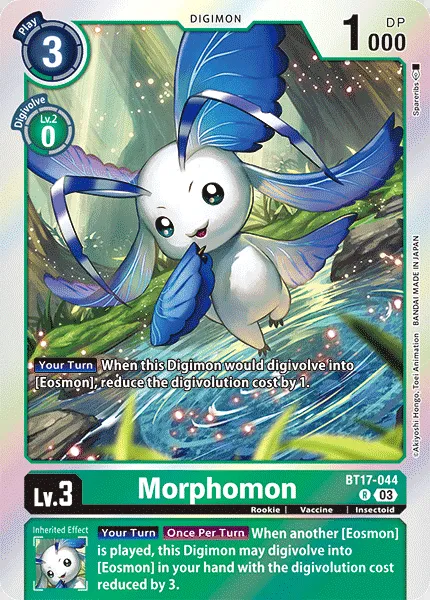 DIGIMON
Play
3
1000
DP
Digivolve
Lv.2
0
Spareribs
Your Turn When this Digimon would digivolve into
[Eosmon], reduce the digivolution cost by 1.
©Akiyoshi Hongo, Toei Animation BANDAI MADE IN JAPAN
Lv.3
Morphomon
BT17-044
R 03
Rookie | Vaccine | Insectoid
Inherited Effect
Your Turn Once Per Turn When another [Eosmon]
is played, this Digimon may digivolve into
[Eosmon] in your hand with the digivolution cost
reduced by 3.